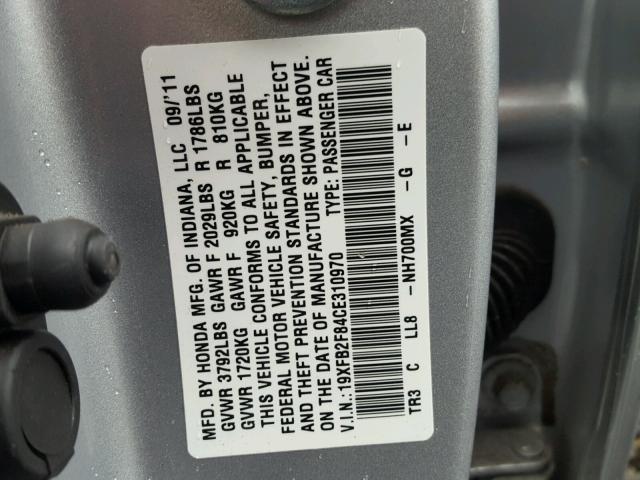 MFD. BY HONDA MFG. OF INDIANA, LLC 09/'11
GVWR 3792LBS GAWR F 2029LBS R 1786LBS
GVWR 1720KG GAWR F 920KG R 810KG
THIS VEHICLE CONFORMS TO ALL APPLICABLE
FEDERAL MOTOR VEHICLE SAFETY, BUMPER,
AND THEFT PREVENTION STANDARDS IN EFFECT
ON THE DATE OF MANUFACTURE SHOWN ABOVE.
V.I.N.:19XFB2F84CE310970 TYPE: PASSENGER CAR
TR3 C LL8 -NH700MX -G -E